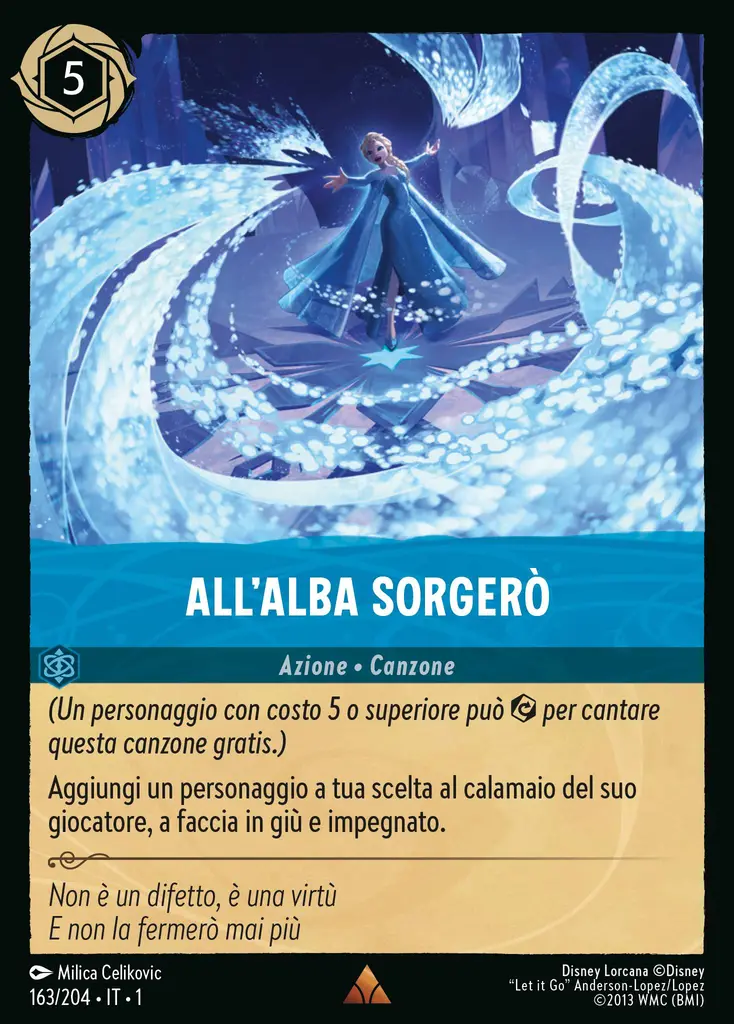 5
ALL'ALBA SORGERÒ
Azione • Canzone
(Un personaggio con costo 5 o superiore può per cantare
questa canzone gratis.)
Aggiungi un personaggio a tua scelta al calamaio del suo
giocatore, a faccia in giù e impegnato.
Non è un difetto, è una virtù
E non la fermerò mai più
Milica Celikovic
163/204 • IT • 1
Disney Lorcana ©Disney
"Let it Go" Anderson-Lopez/Lopez
©2013 WMC (BMI)